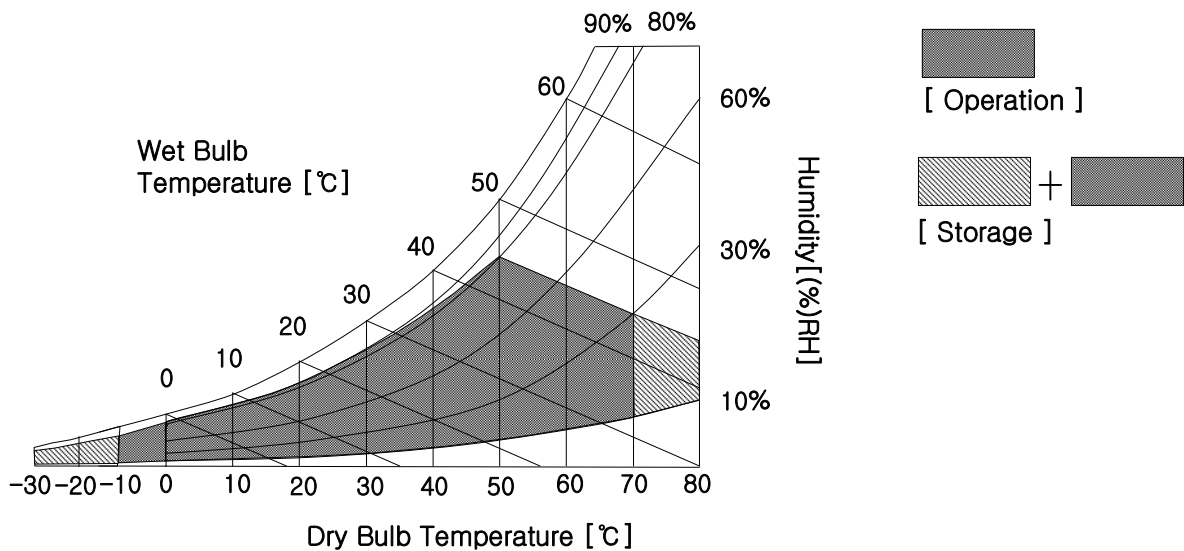 90% 80%
60
60%
[ Operation ]
Wet Bulb
Temperature [℃]
50
Humidity[(%)RH]
40
30%
[ Storage ]
30
20
10
0
10%
-30 -20 -10 0 10 20 30 40 50 60 70 80
Dry Bulb Temperature [℃]